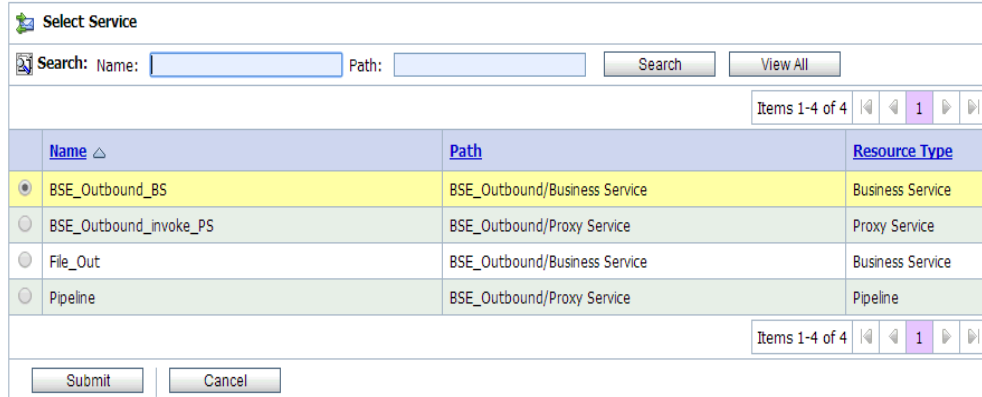 Select Service
Search: Name: Path: Search View All
Items 1-4 of 4 1
Name Path Resource Type
BSE_Outbound_BS BSE_Outbound/Business Service Business Service
BSE_Outbound_invoke_PS BSE_Outbound/Proxy Service Proxy Service
File_Out BSE_Outbound/Business Service Business Service
Pipeline BSE_Outbound/Proxy Service Pipeline
Items 1-4 of 4 1
Submit Cancel